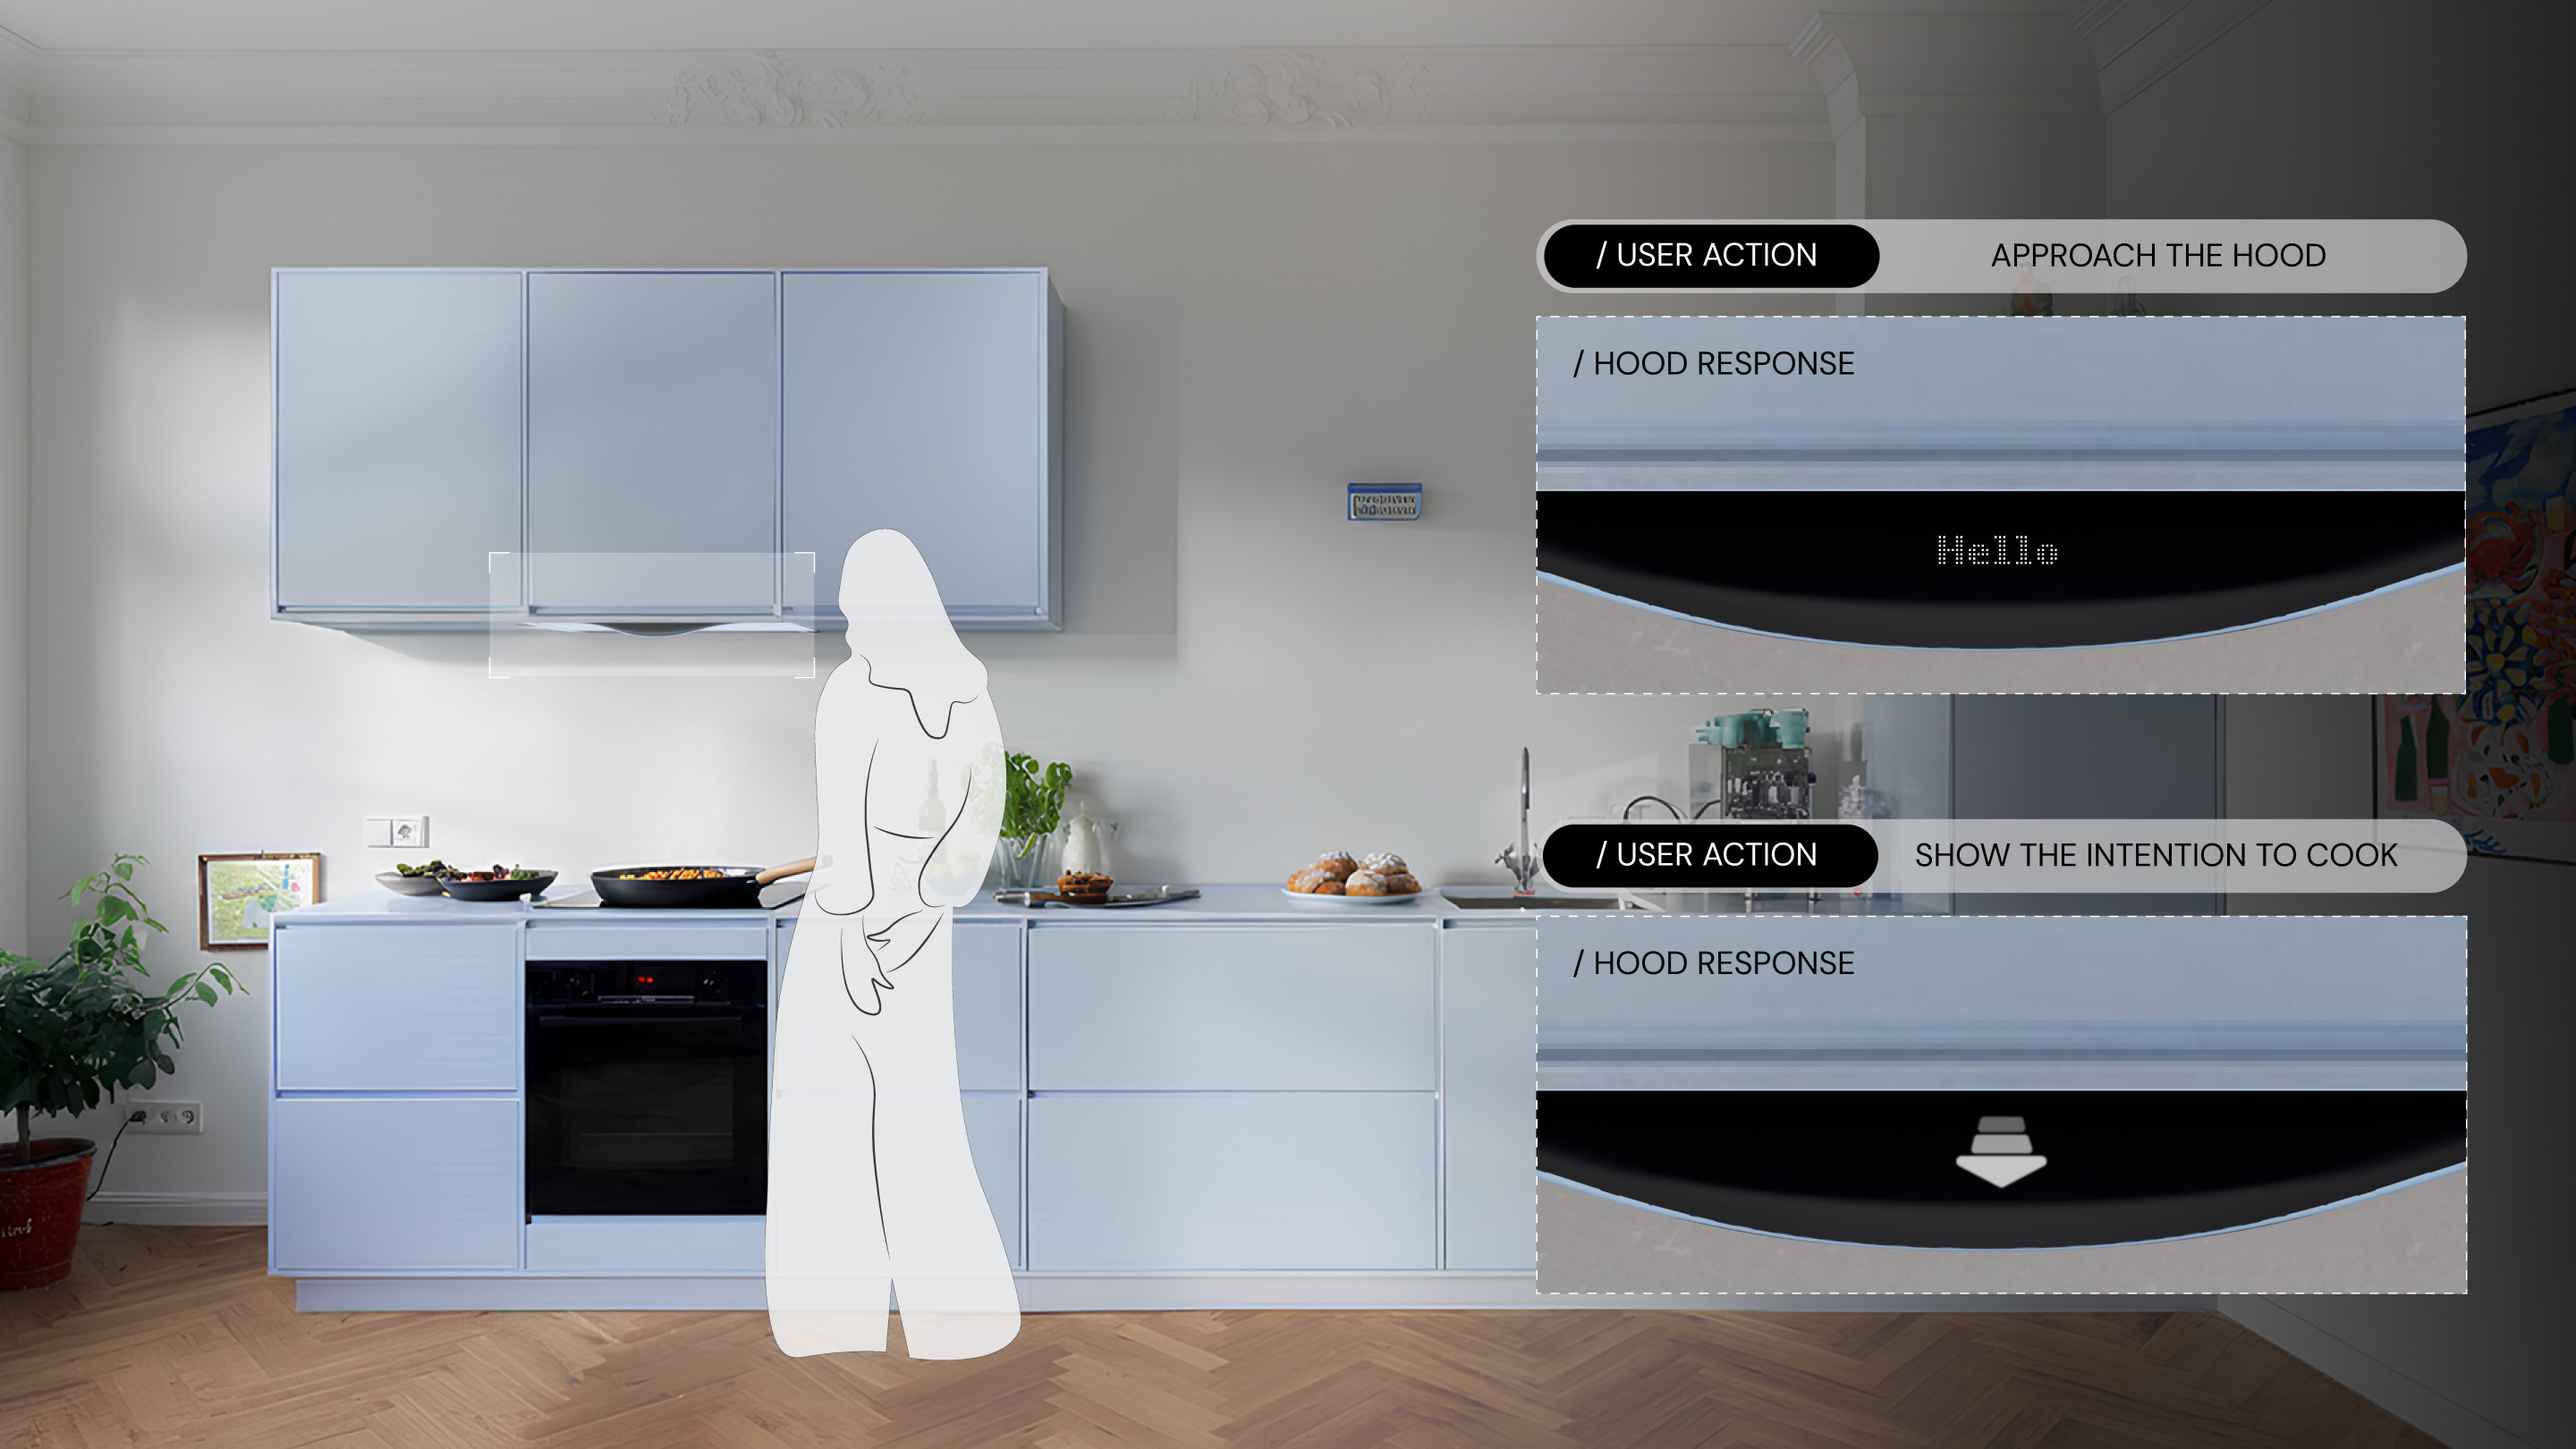 / USER ACTION
APPROACH THE HOOD
/ HOOD RESPONSE
Hello
/ USER ACTION
SHOW THE INTENTION TO COOK
/ HOOD RESPONSE